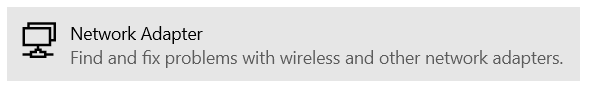 Network Adapter
Find and fix problems with wireless and other network adapters.